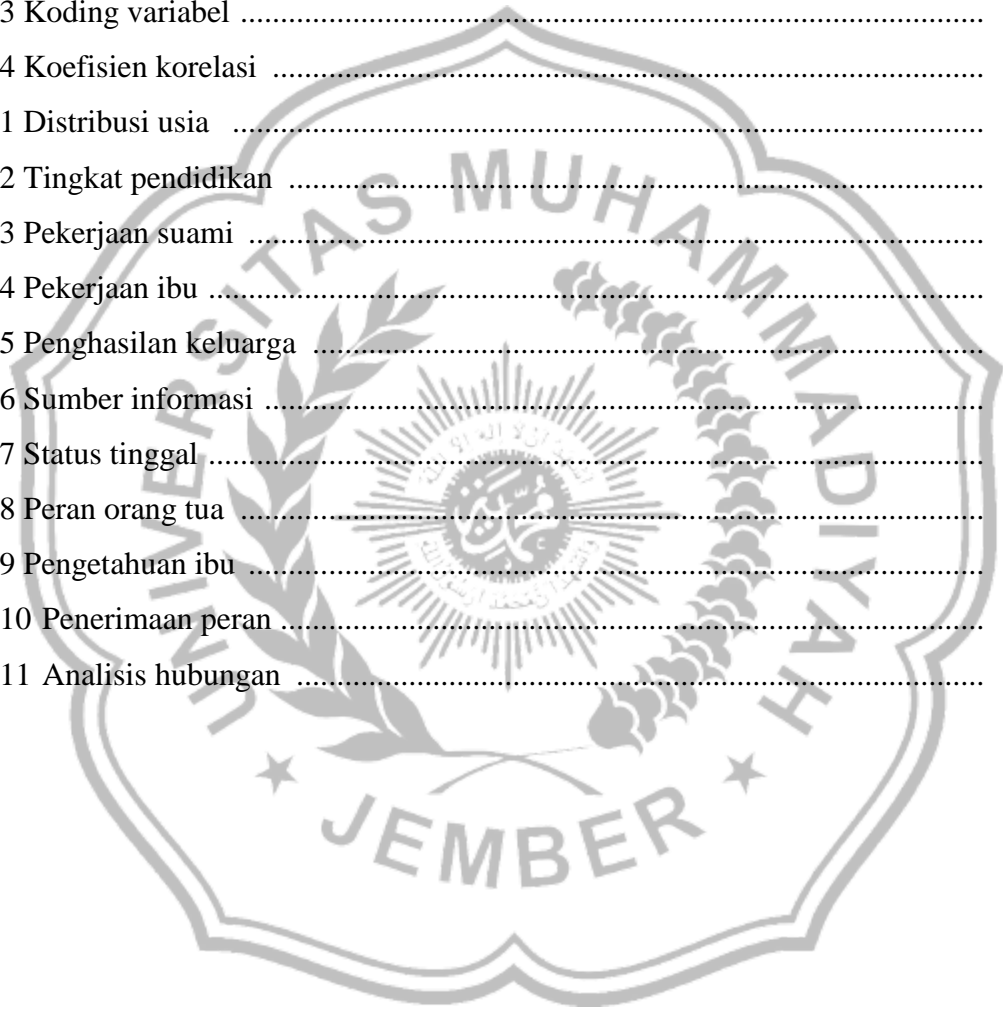 3 Koding variabel ..............................................................................................
4 Koefisien korelasi ..........................................................................................
1 Distribusi usia ...............................................................................................
2 Tingkat pendidikan ........................................................................................
3 Pekerjaan suami .............................................................................................
4 Pekerjaan ibu ..................................................................................................
5 Penghasilan keluarga .....................................................................................
6 Sumber informasi ...........................................................................................
7 Status tinggal ..................................................................................................
8 Peran orang tua ..............................................................................................
9 Pengetahuan ibu .............................................................................................
10 Penerimaan peran .........................................................................................
11 Analisis hubungan .......................................................................................
UNIVERSITAS MUHAMMADIYAH
JEMBER